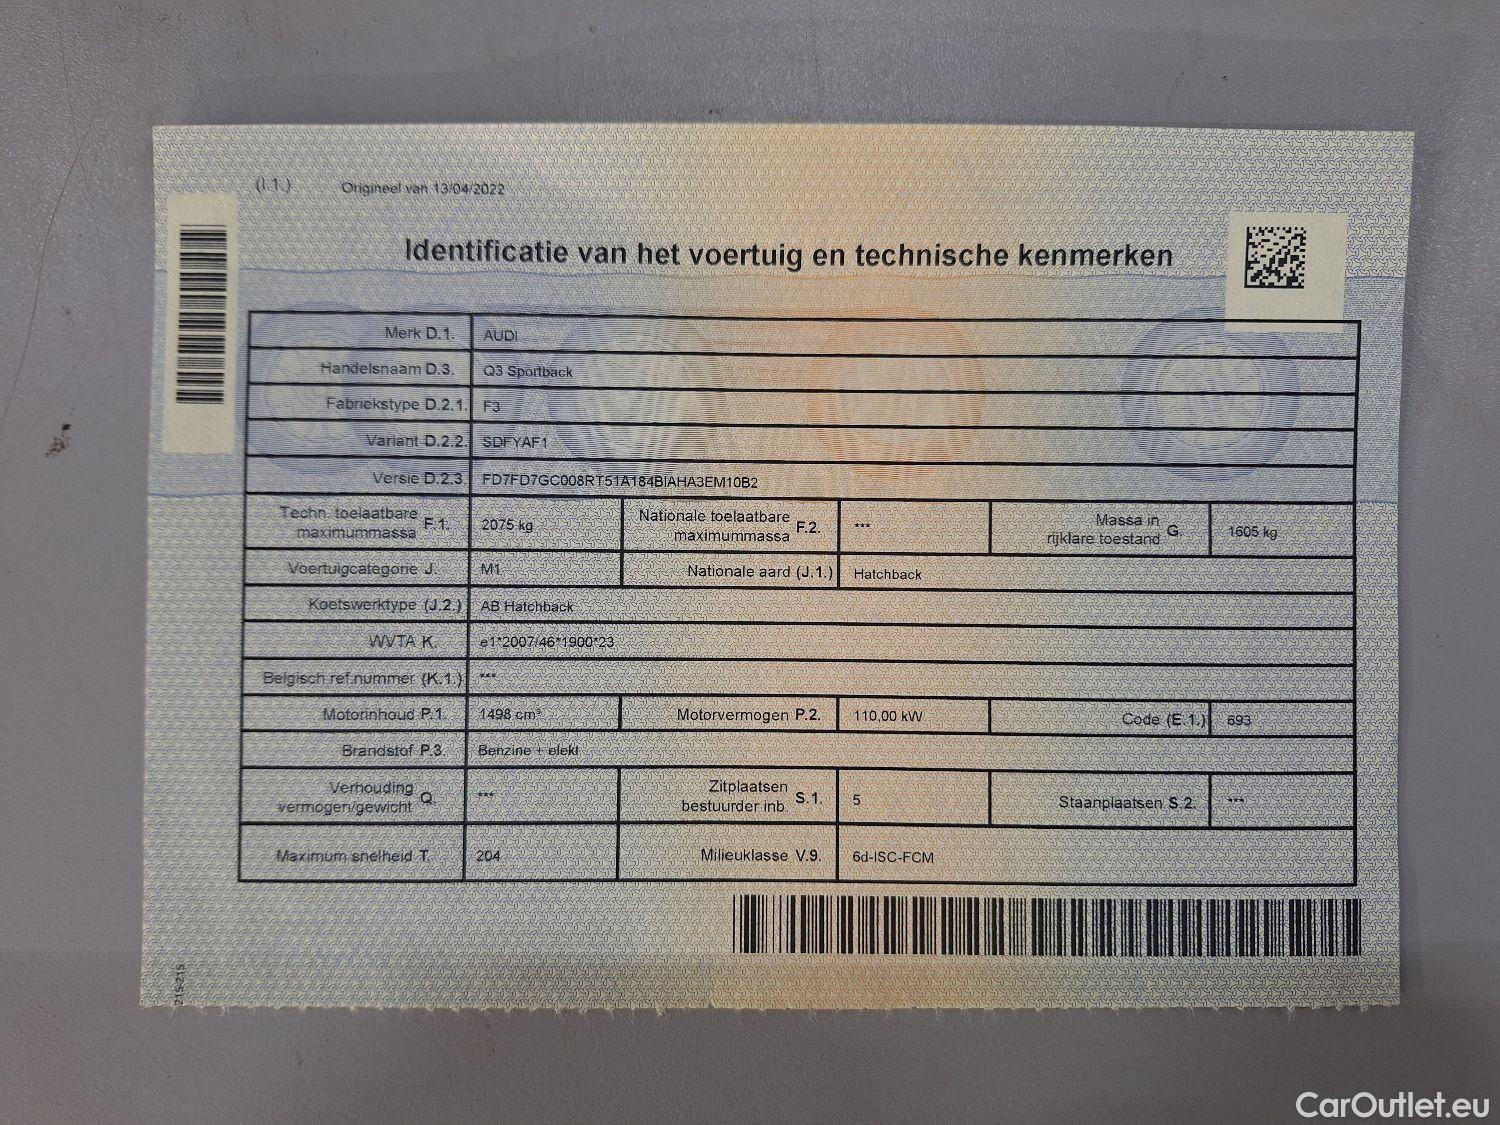 (I.1.) Origineel van 13/04/2022
Identificatie van het voertuig en technische kenmerken
Merk D.1. AUDI
Handelsnaam D.3. Q3 Sportback
Fabriekstype D.2.1. F3
Variant D.2.2. SDFYAF1
Versie D.2.3. FD7FD7GC008RT51A184BIAHA3EM10B2
Techn. toelaatbare maximummassa F.1. 2075 kg Nationale toelaatbare maximummassa F.2. *** Massa in rijklare toestand G. 1605 kg
Voertuigcategorie J. M1 Nationale aard (J.1.) Hatchback
Koetswerktype (J.2.) AB Hatchback
WVTA K. e1*2007/46*1900*23
Belgisch ref.nummer (K.1.) ***
Motorinhoud P.1. 1498 cm³ Motorvermogen P.2. 110,00 kW Code (E.1.) 693
Brandstof P.3. Benzine + elekt
Verhouding vermogen/gewicht Q. *** Zitplaatsen bestuurder inb. S.1. 5 Staanplaatsen S.2. ***
Maximum snelheid T. 204 Milieuklasse V.9. 6d-ISC-FCM
215-215
CarOutlet.eu